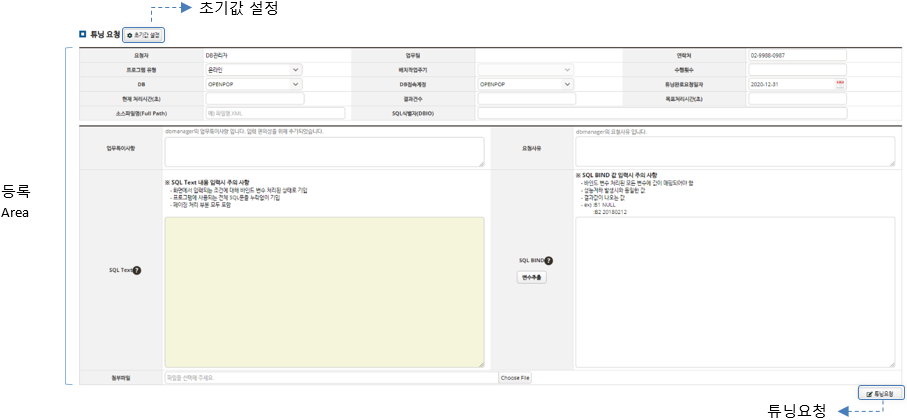 초기값 설정
튜닝 요청 초기값 설정
요청자 DB관리자 업무팀 연락처 02-9988-0987
프로그램 유형 온라인 배치작업주기 수행횟수
DB OPENPOP DB접속계정 OPENPOP 튜닝완료요청일자 2020-12-31
현재 처리시간(초) 결과건수 목표처리시간(초)
소스파일명(Full Path) 예) 파일명.XML SQL식별자(DBIO)
dbmanager의 업무특이사항 입니다. 입력 편의성을 위해 추가되었습니다.
업무특이사항
dbmanager의 요청사유 입니다.
요청사유
등록
Area
SQL Text 내용 입력시 주의 사항
- 화면에서 입력되는 조건에 대해 바인드 변수 처리된 상태로 기입
- 프로그램에 사용되는 전체 SQL문을 누락없이 기입
- 페이징 처리 부분 모두 포함
SQL Text ?
SQL BIND 값 입력시 주의 사항
- 바인드 변수 처리된 모든 변수에 값이 매핑되어야 함
- 성능저하 발생시와 동일한 값
- 결과값이 나오는 값
- ex) :B1 NULL
:B2 20180212
SQL BIND ?
변수추출
첨부파일 파일을 선택해 주세요. Choose File
튜닝요청
튜닝요청